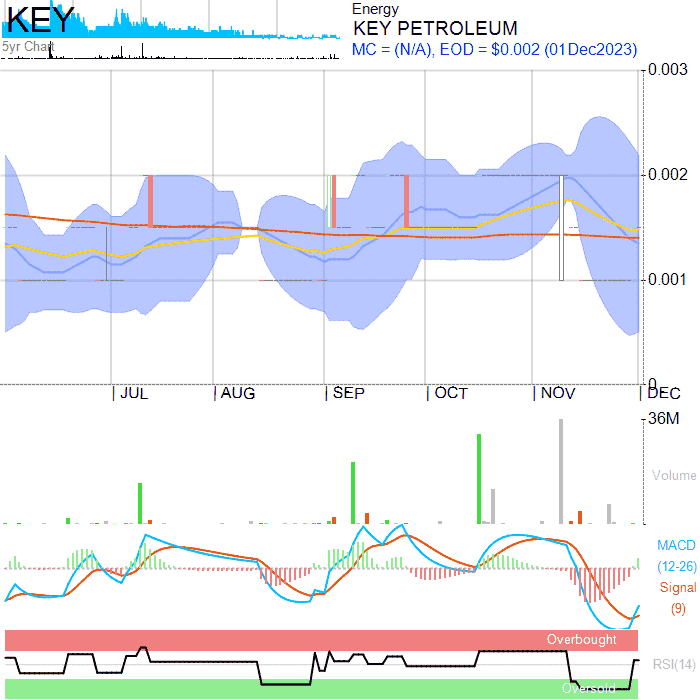 KEY
Energy
KEY PETROLEUM
5yr Chart
MC = (N/A), EOD = $0.002 (01Dec2023)
0.003
0.002
0.001
0
JUL AUG SEP OCT NOV DEC
36M
Volume
MACD
(12-26)
Signal
(9)
Overbought
RSI(14)
Oversold